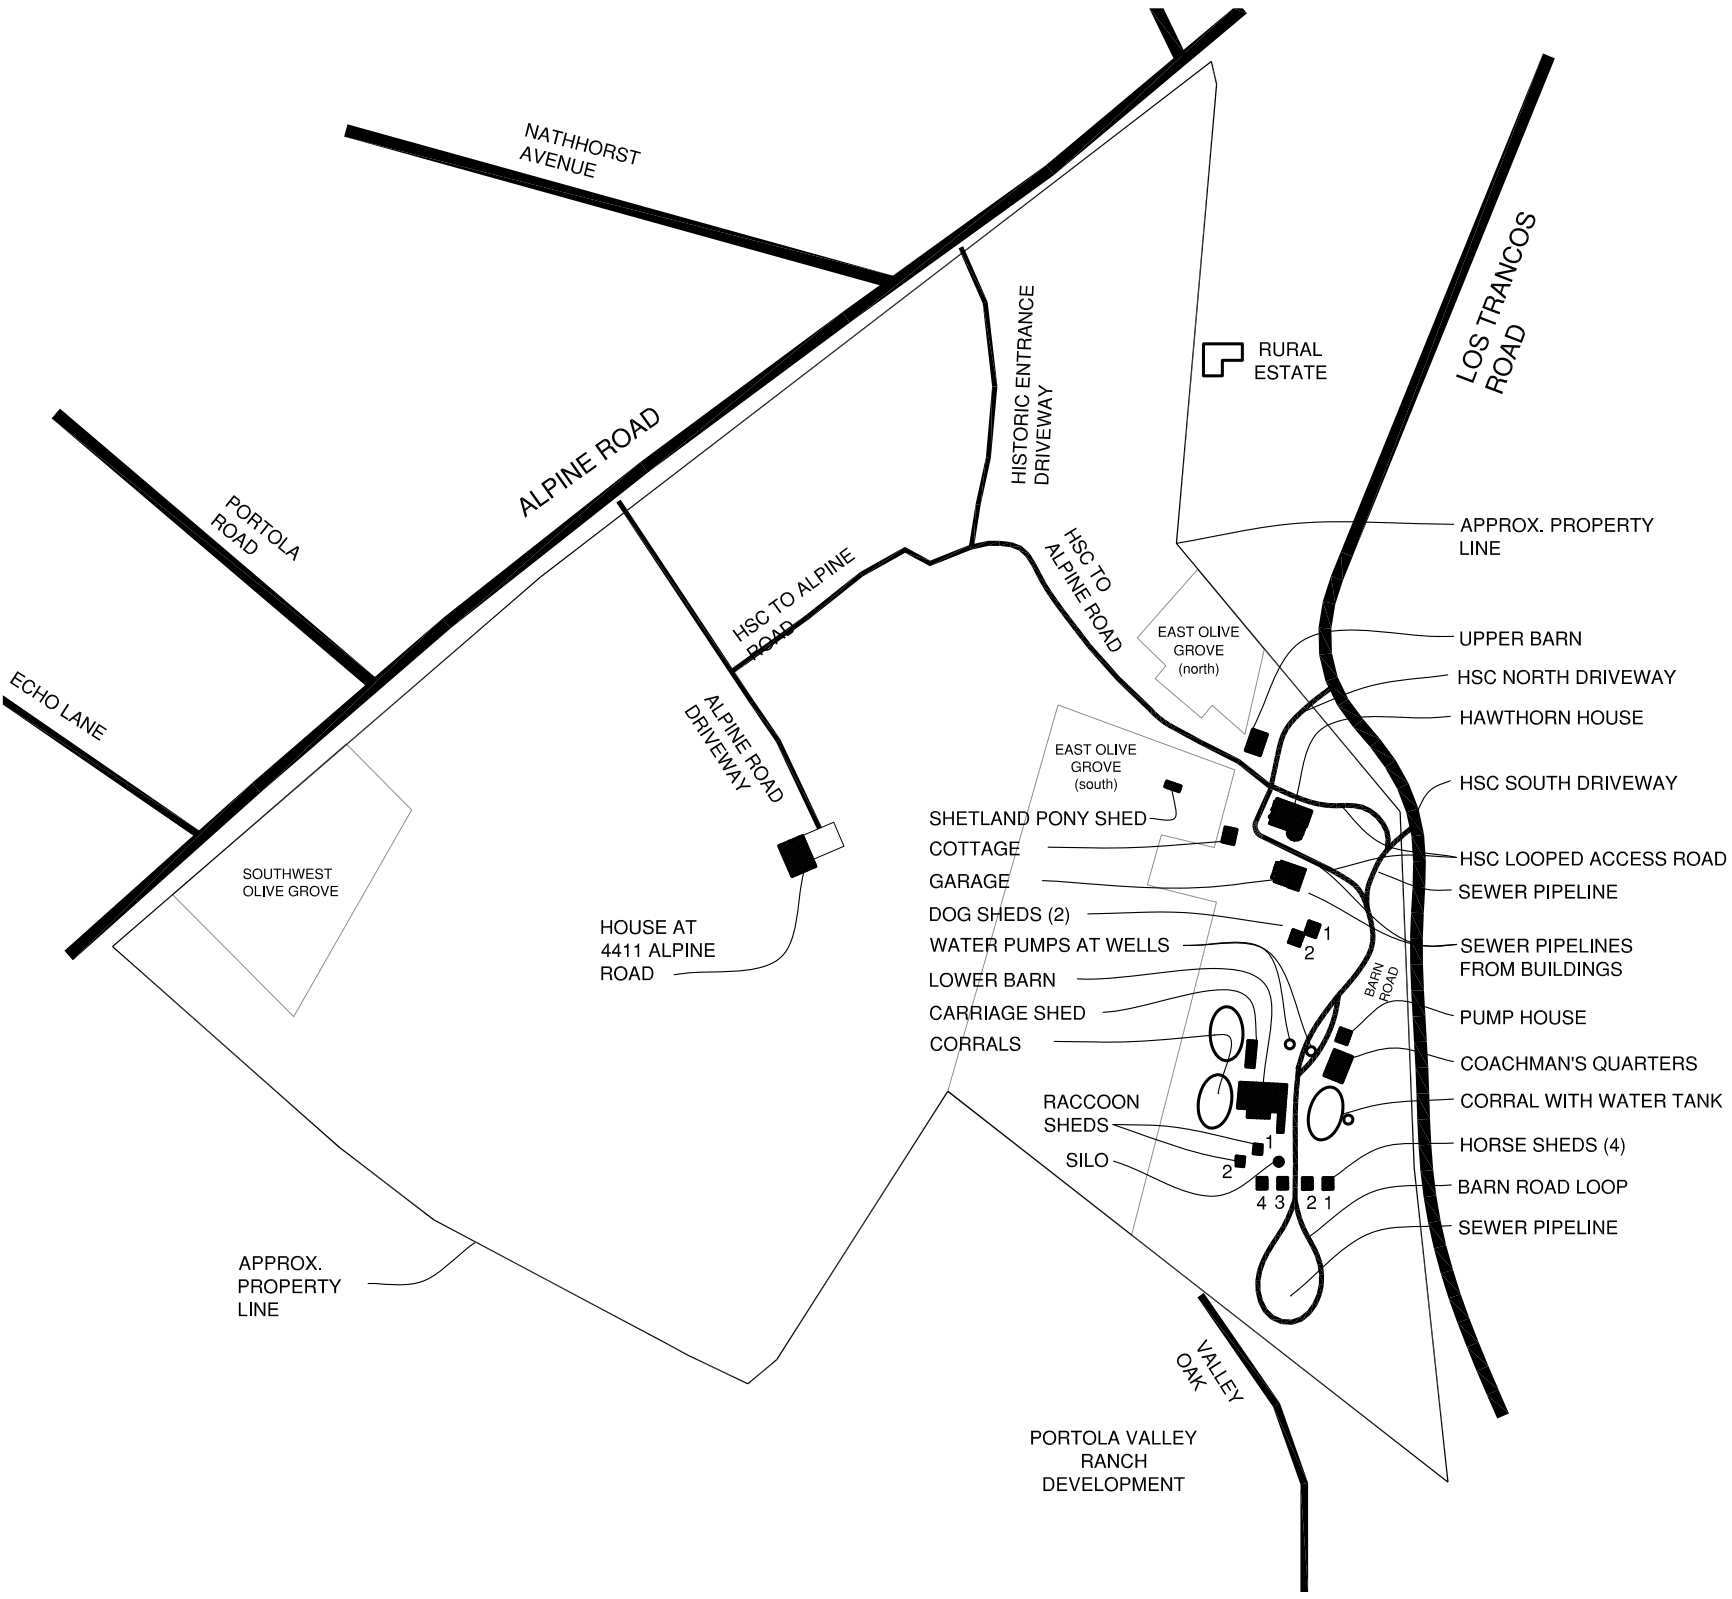 NATHHORST
AVENUE
LOS TRANCOS
ROAD
HISTORIC ENTRANCE
DRIVEWAY
RURAL
ESTATE
ALPINE ROAD
PORTOLA
ROAD
APPROX. PROPERTY
LINE
HSC TO ALPINE
ROAD
HSC TO
ALPINE ROAD
EAST OLIVE
GROVE
(north)
UPPER BARN
ECHO LANE
HSC NORTH DRIVEWAY
ALPINE ROAD
DRIVEWAY
HAWTHORN HOUSE
EAST OLIVE
GROVE
(south)
HSC SOUTH DRIVEWAY
SHETLAND PONY SHED
COTTAGE
HSC LOOPED ACCESS ROAD
SOUTHWEST
OLIVE GROVE
GARAGE
SEWER PIPELINE
DOG SHEDS (2)
1
2
HOUSE AT
4411 ALPINE
ROAD
WATER PUMPS AT WELLS
SEWER PIPELINES
FROM BUILDINGS
LOWER BARN
BARN
ROAD
CARRIAGE SHED
PUMP HOUSE
CORRALS
COACHMAN'S QUARTERS
RACCOON
SHEDS
CORRAL WITH WATER TANK
1
2
HORSE SHEDS (4)
SILO
BARN ROAD LOOP
4 3 2 1
SEWER PIPELINE
APPROX.
PROPERTY
LINE
VALLEY
OAK
PORTOLA VALLEY
RANCH
DEVELOPMENT